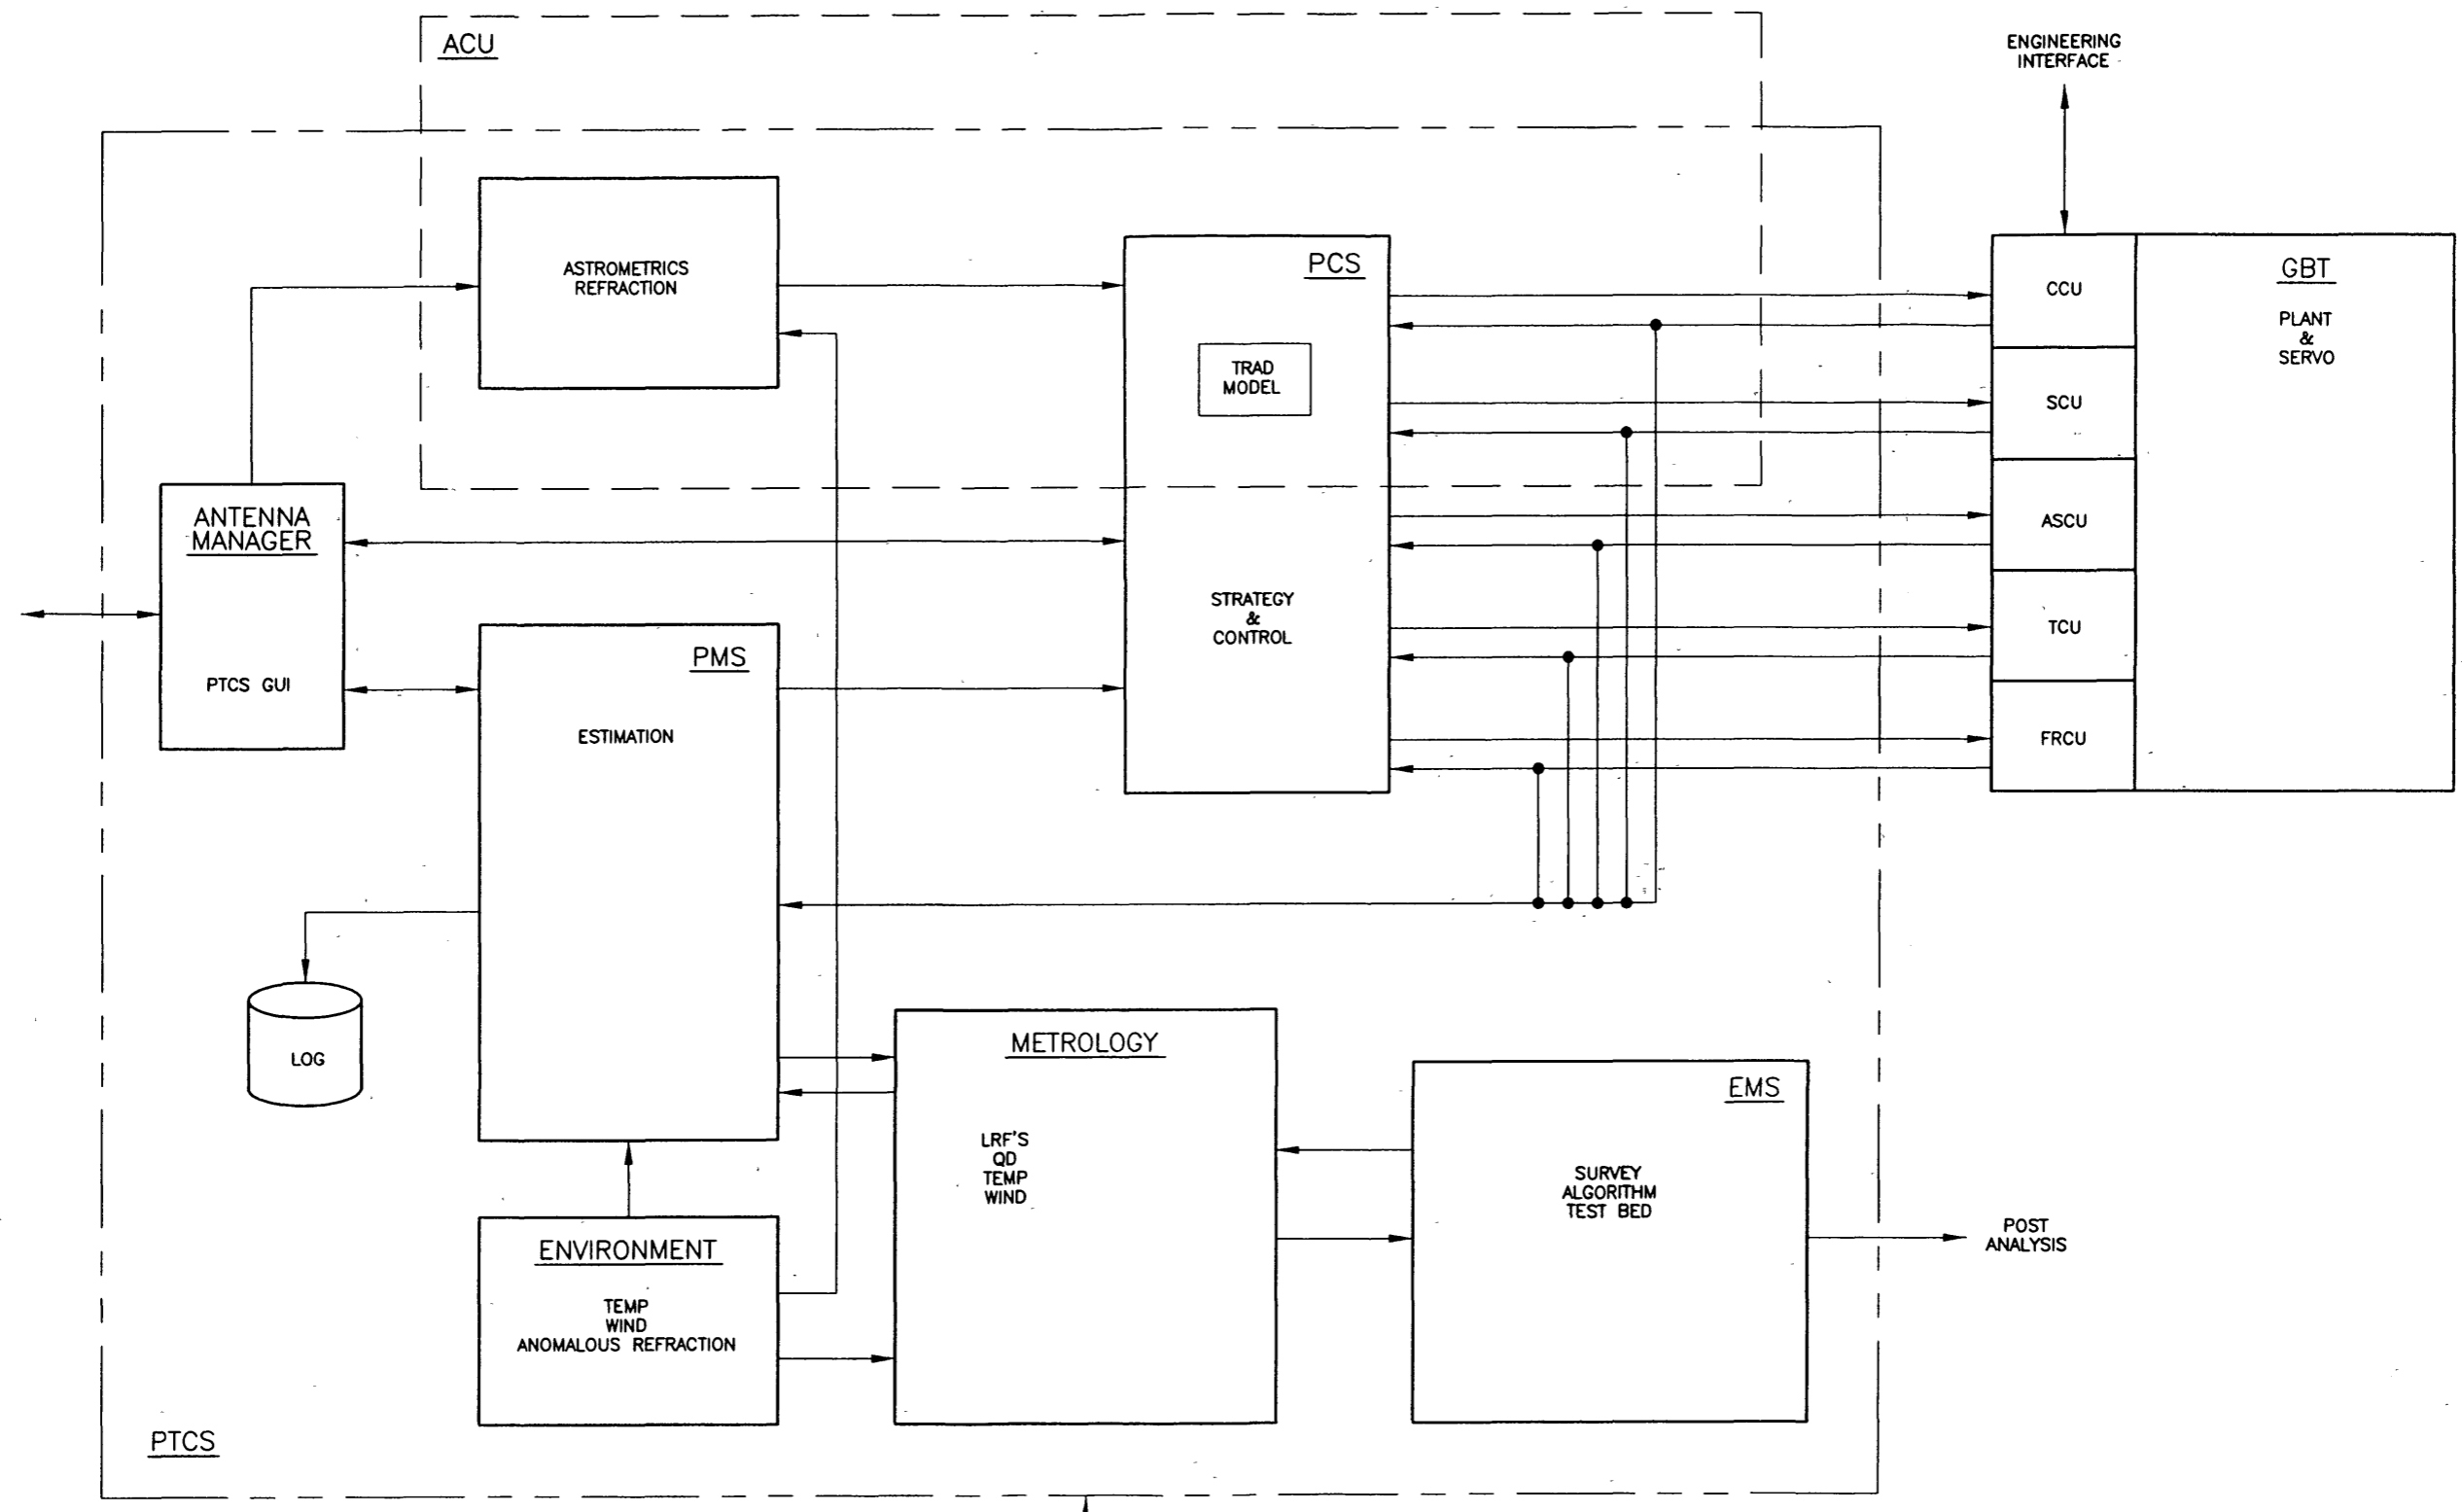 ACU
ENGINEERING
INTERFACE
ASTROMETRICS
REFRACTION
PCS
TRAD
MODEL
STRATEGY
&
CONTROL
CCU
SCU
ASCU
TCU
FRCU
GBT
PLANT
&
SERVO
ANTENNA
MANAGER
PTCS GUI
PMS
ESTIMATION
LOG
METROLOGY
LRF'S
QD
TEMP
WIND
EMS
SURVEY
ALGORITHM
TEST BED
POST
ANALYSIS
ENVIRONMENT
TEMP
WIND
ANOMALOUS REFRACTION
PTCS